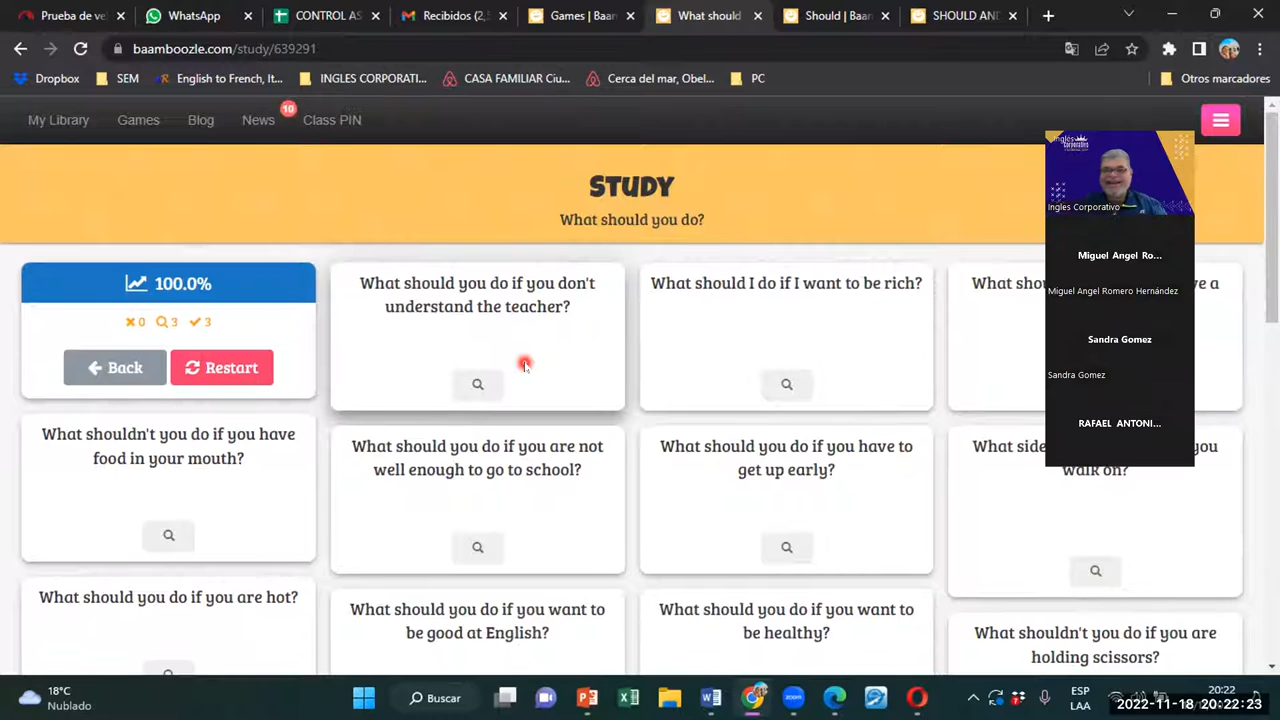 Prueba de ve
WhatsApp
CONTROL AS
Recibidos (2,
Games | Baan
What should
Should | Baan
SHOULD AND
baamboozle.com/study/639291
Dropbox
SEM
English to French, It...
INGLES CORPORATI...
CASA FAMILIAR Ciu...
Cerca del mar, Obel...
PC
Otros marcadores
My Library
Games
Blog
News
10
Class PIN
STUDY
What should you do?
100.0%
0 3 3
Back
Restart
What should you do if you don't
understand the teacher?
What should I do if I want to be rich?
What sho
ve a
Inglés
Corporativo
Ingles Corporativo
Miguel Angel Ro...
Miguel Angel Romero Hernández
Sandra Gomez
Sandra Gomez
RAFAEL ANTONI...
What shouldn't you do if you have
food in your mouth?
What should you do if you are not
well enough to go to school?
What should you do if you have to
get up early?
What side
you
walk on?
What should you do if you are hot?
What should you do if you want to
be good at English?
What should you do if you want to
be healthy?
What shouldn't you do if you are
holding scissors?
18°C
Nublado
Buscar
ESP
LAA
20:22
2022-11-18 20:22:23